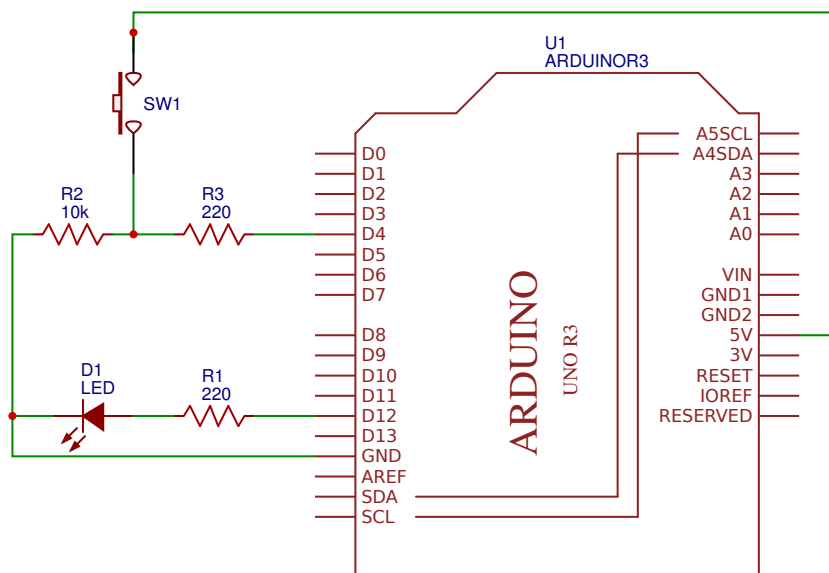 U1
ARDUINOR3
SW1
R2
10k
R3
220
D1
LED
R1
220
D0
D1
D2
D3
D4
D5
D6
D7
D8
D9
D10
D11
D12
D13
GND
AREF
SDA
SCL
ARDUINO
UNO R3
A5SCL
A4SDA
A3
A2
A1
A0
VIN
GND1
GND2
5V
3V
RESET
IOREF
RESERVED